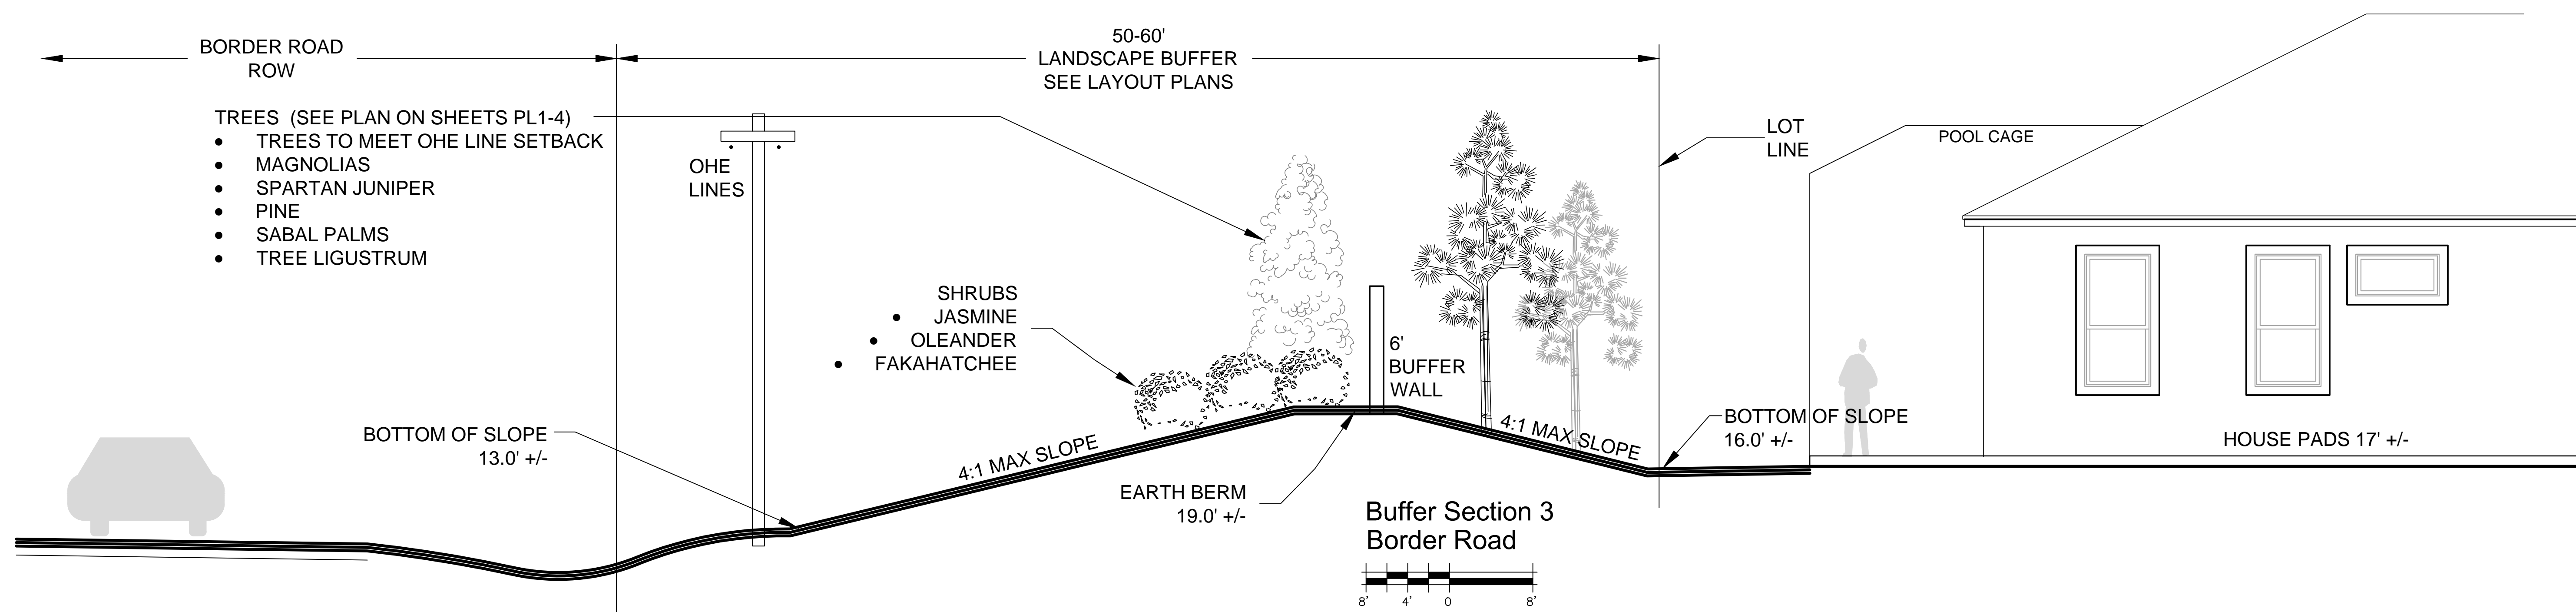 BORDER ROAD
ROW
50-60'
LANDSCAPE BUFFER
SEE LAYOUT PLANS
TREES (SEE PLAN ON SHEETS PL1-4)
• TREES TO MEET OHE LINE SETBACK
• MAGNOLIAS
• SPARTAN JUNIPER
• PINE
• SABAL PALMS
• TREE LIGUSTRUM
OHE
LINES
LOT
LINE
POOL CAGE
SHRUBS
• JASMINE
• OLEANDER
• FAKAHATCHEE
6'
BUFFER
WALL
BOTTOM OF SLOPE
13.0' +/-
4:1 MAX SLOPE
4:1 MAX SLOPE
BOTTOM OF SLOPE
16.0' +/-
HOUSE PADS 17' +/-
EARTH BERM
19.0' +/-
Buffer Section 3
Border Road
8' 4' 0 8'